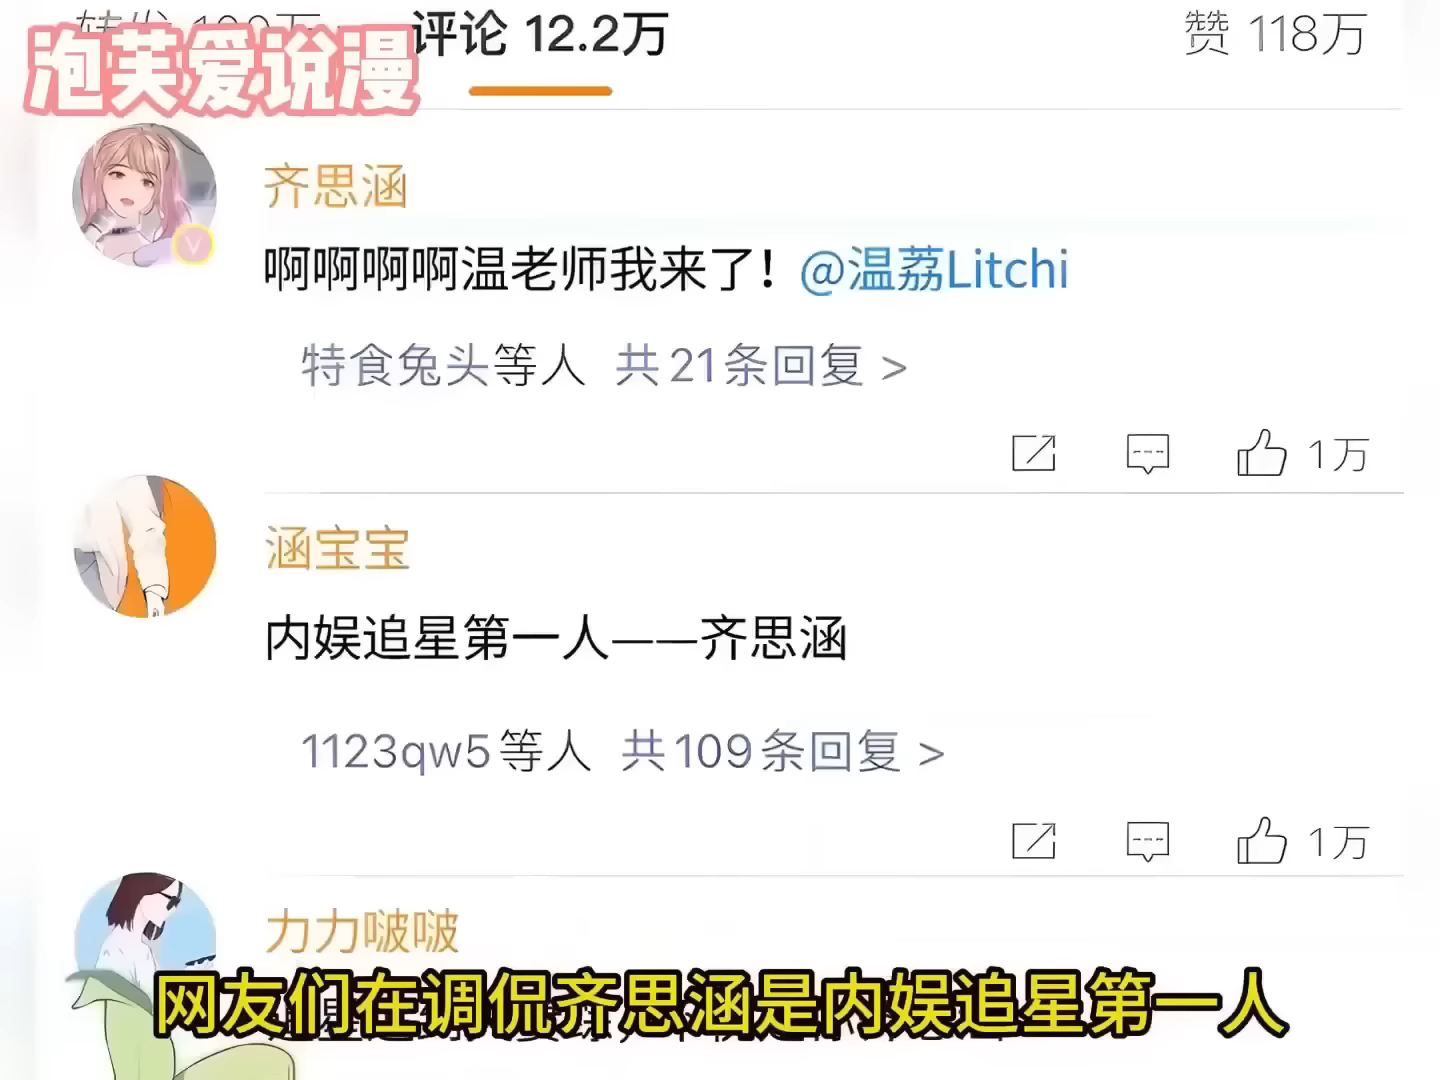 评论 12.2万
赞 118万
泡芙爱说漫
齐思涵
啊啊啊啊温老师我来了！@温荔Litchi
特食兔头等人 共21条回复 >
1万
涵宝宝
内娱追星第一人——齐思涵
1123qw5等人 共109条回复 >
1万
力力啵啵
网友们在调侃齐思涵是内娱追星第一人